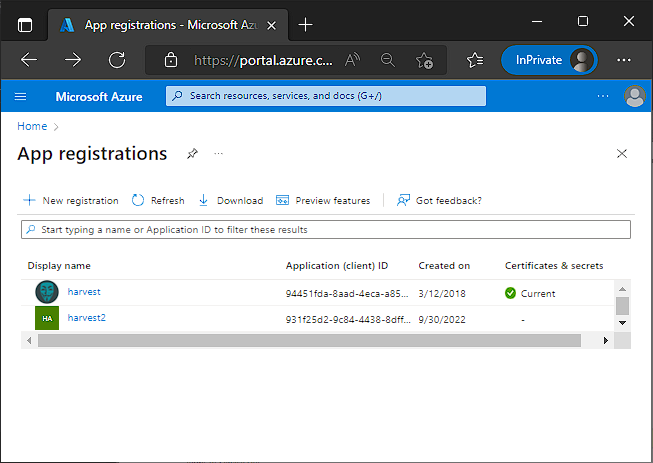 App registrations - Microsoft Az
https://portal.azure.c...
InPrivate
Microsoft Azure
Search resources, services, and docs (G+/)
Home
App registrations
New registration
Refresh
Download
Preview features
Got feedback?
Start typing a name or Application ID to filter these results
Display name Application (client) ID Created on Certificates & secrets
harvest 94451fda-8aad-4eca-a85... 3/12/2018 Current
HA harvest2 931f25d2-9c84-4438-8dff... 9/30/2022 -